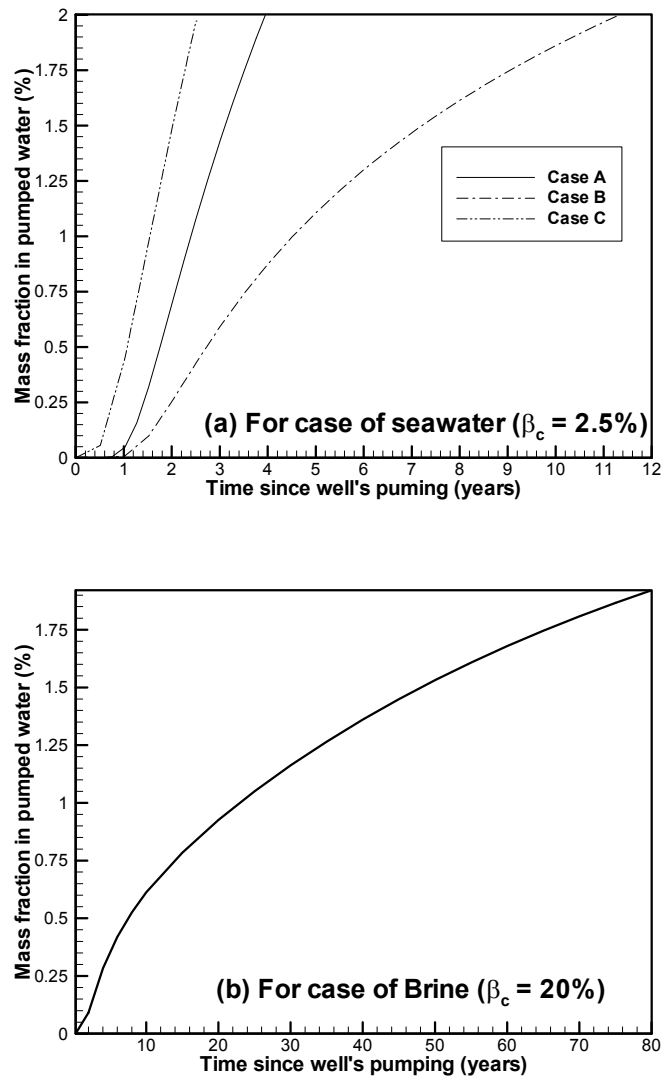 2
1.75
1.5
1.25
1
0.75
0.5
0.25
0
Mass fraction in pumped water (%)
Case A
Case B
Case C
(a) For case of seawater (βc = 2.5%)
0 1 2 3 4 5 6 7 8 9 10 11 12
Time since well's puming (years)
1.75
1.5
1.25
1
0.75
0.5
0.25
0
Mass fraction in pumped water (%)
(b) For case of Brine (βc = 20%)
10 20 30 40 50 60 70 80
Time since well's pumping (years)